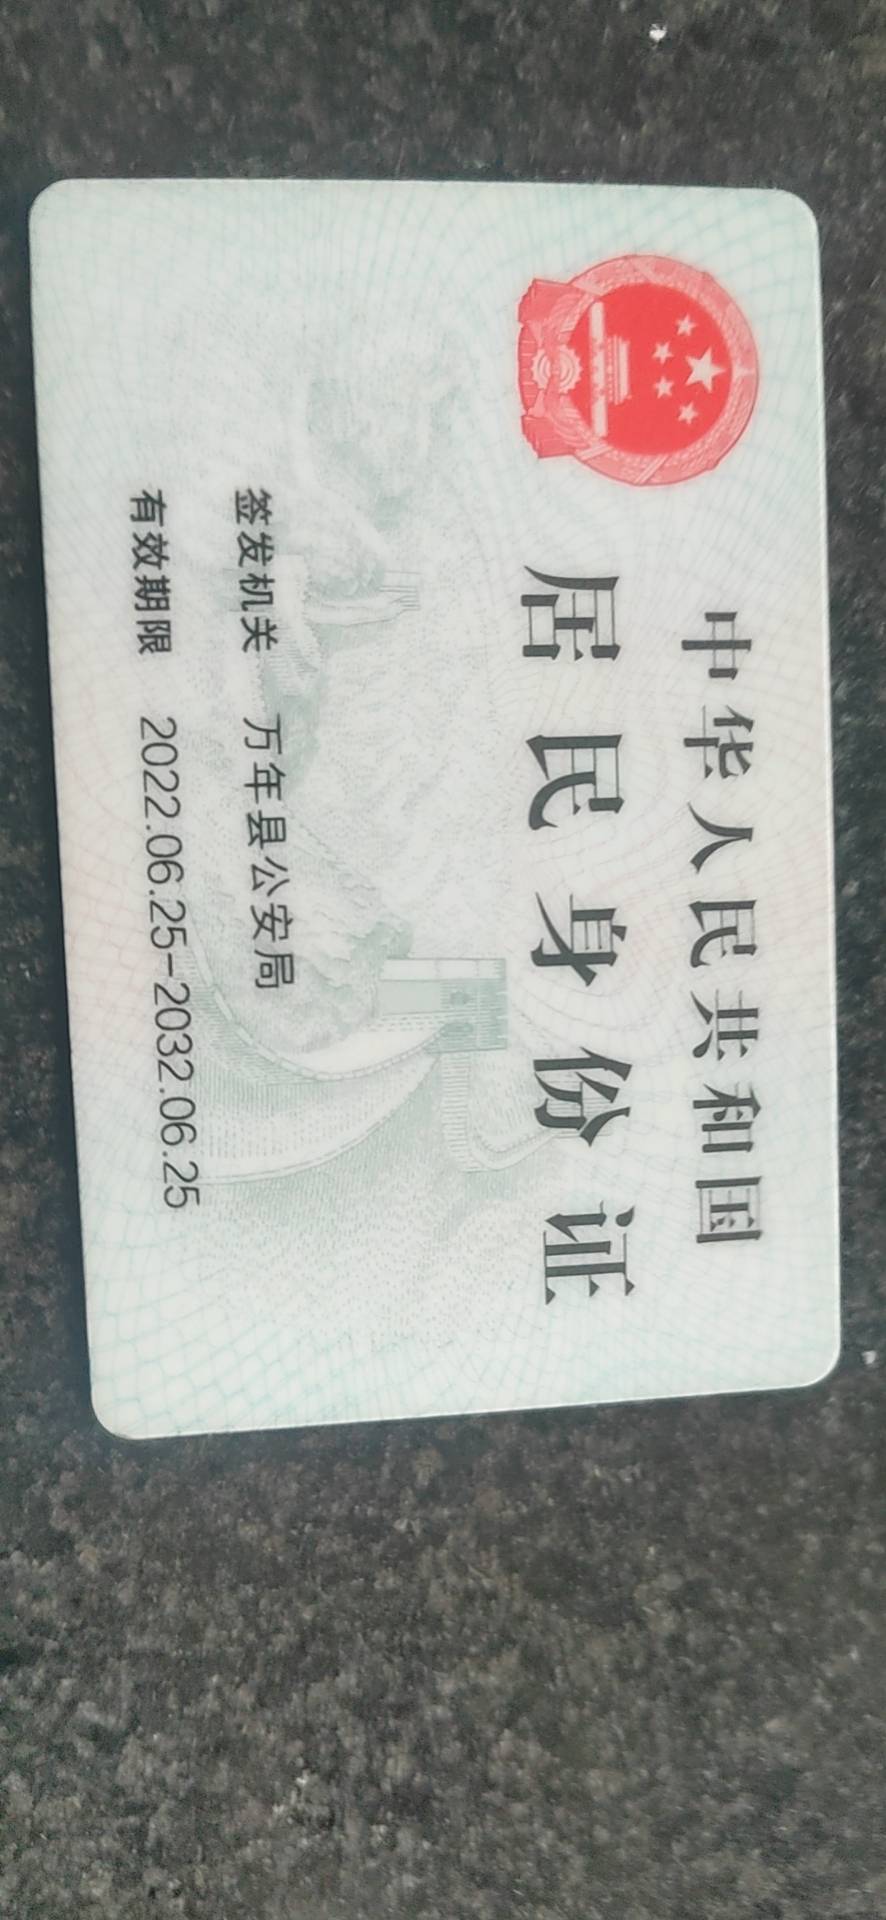 中华人民共和国
居民身份证
签发机关 万年县公安局
有效期限 2022.06.25-2032.06.25